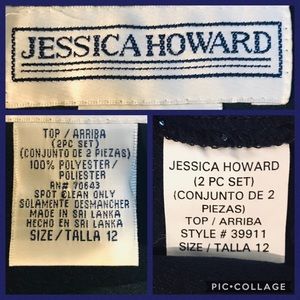 JESSICA HOWARD
TOP / ARRIBA
(2PC SET)
(CONJUNTO DE 2 PIEZAS)
100% POLYESTER /
POLIESTER
RN# 70643
SPOT CLEAN ONLY
SOLAMENTE DESMANCHER
MADE IN SRI LANKA
HECHO EN SRI LANKA
SIZE / TALLA 12
JESSICA HOWARD
(2 PC SET)
(CONJUNTO DE 2
PIEZAS)
TOP / ARRIBA
STYLE # 39911
SIZE / TALLA 12
PIC•COLLAGE